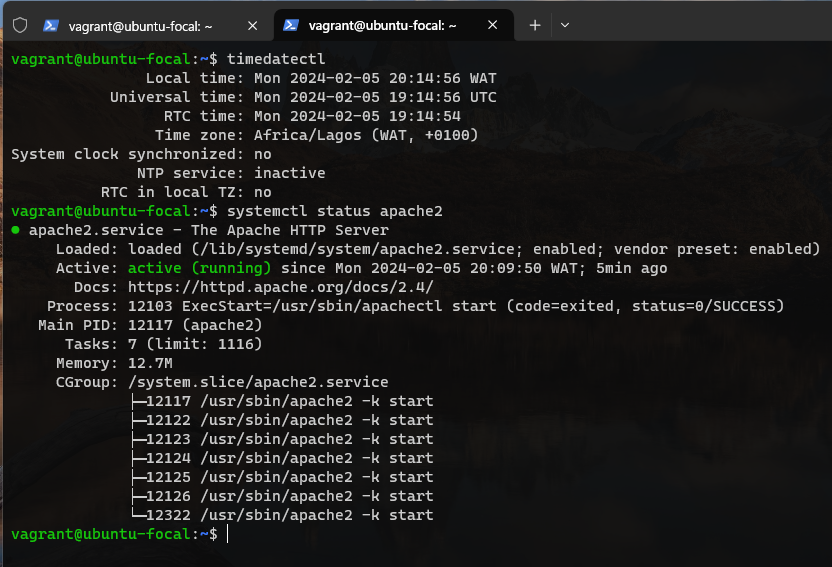 vagrant@ubuntu-focal: ~
vagrant@ubuntu-focal: ~
vagrant@ubuntu-focal:~$ timedatectl
               Local time: Mon 2024-02-05 20:14:56 WAT
           Universal time: Mon 2024-02-05 19:14:56 UTC
                 RTC time: Mon 2024-02-05 19:14:54
                Time zone: Africa/Lagos (WAT, +0100)
System clock synchronized: no
              NTP service: inactive
          RTC in local TZ: no
vagrant@ubuntu-focal:~$ systemctl status apache2
● apache2.service - The Apache HTTP Server
     Loaded: loaded (/lib/systemd/system/apache2.service; enabled; vendor preset: enabled)
     Active: active (running) since Mon 2024-02-05 20:09:50 WAT; 5min ago
       Docs: https://httpd.apache.org/docs/2.4/
    Process: 12103 ExecStart=/usr/sbin/apachectl start (code=exited, status=0/SUCCESS)
   Main PID: 12117 (apache2)
      Tasks: 7 (limit: 1116)
     Memory: 12.7M
     CGroup: /system.slice/apache2.service
             ├─12117 /usr/sbin/apache2 -k start
             ├─12122 /usr/sbin/apache2 -k start
             ├─12123 /usr/sbin/apache2 -k start
             ├─12124 /usr/sbin/apache2 -k start
             ├─12125 /usr/sbin/apache2 -k start
             ├─12126 /usr/sbin/apache2 -k start
             └─12322 /usr/sbin/apache2 -k start
vagrant@ubuntu-focal:~$